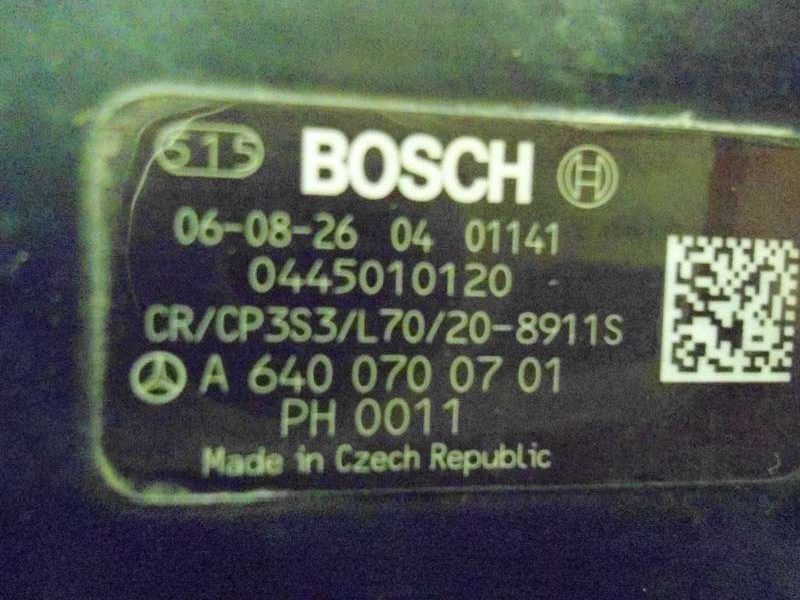 615 BOSCH
06-08-26 04 01141
0445010120
CR/CP3S3/L70/20-8911S
A 640 070 07 01
PH 0011
Made in Czech Republic